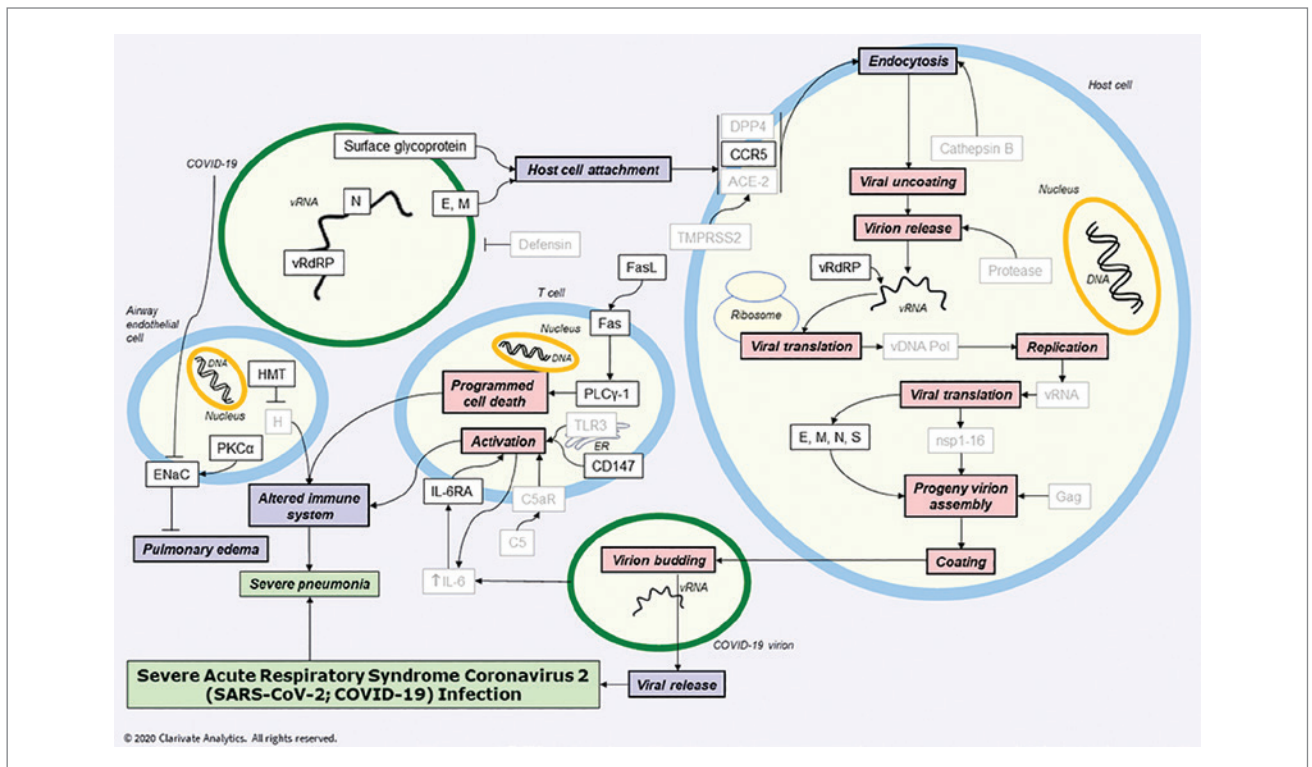 Endocytosis
Host cell
DPP4
CCR5
ACE-2
Surface glycoprotein
COVID-19
Host cell attachment
Cathepsin B
vRNA
N
E, M
Viral uncoating
Nucleus
TMPRSS2
Defensin
Virion release
vRdRP
FasL
vRdRP
Protease
DNA
vRNA
Airway
endothelial
cell
T cell
Ribosome
Nucleus
Fas
DNA
Viral translation
vDNA Pol
Replication
DNA
HMT
Programmed
cell death
PLCγ-1
Viral translation
vRNA
Nucleus
H
TLR3
E, M, N, S
nsp1-16
Activation
ER
PKCα
CD147
ENaC
IL-6RA
C5aR
Progeny virion
assembly
Gag
Altered immune
system
C5
Pulmonary edema
Virion budding
Coating
Severe pneumonia
↑IL-6
vRNA
COVID-19 virion
Severe Acute Respiratory Syndrome Coronavirus 2
(SARS-CoV-2; COVID-19) Infection
Viral release
© 2020 Clarivate Analytics. All rights reserved.